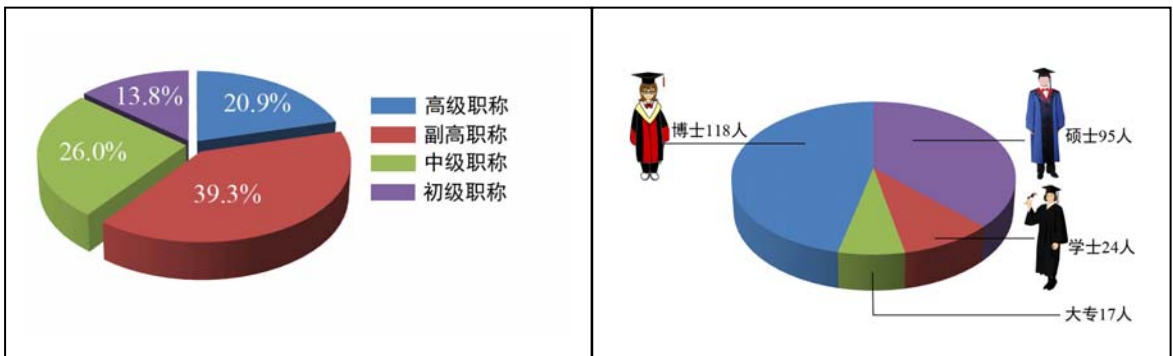 13.8%
20.9%
26.0%
39.3%
高级职称
副高职称
中级职称
初级职称
博士118人
硕士95人
学士24人
大专17人